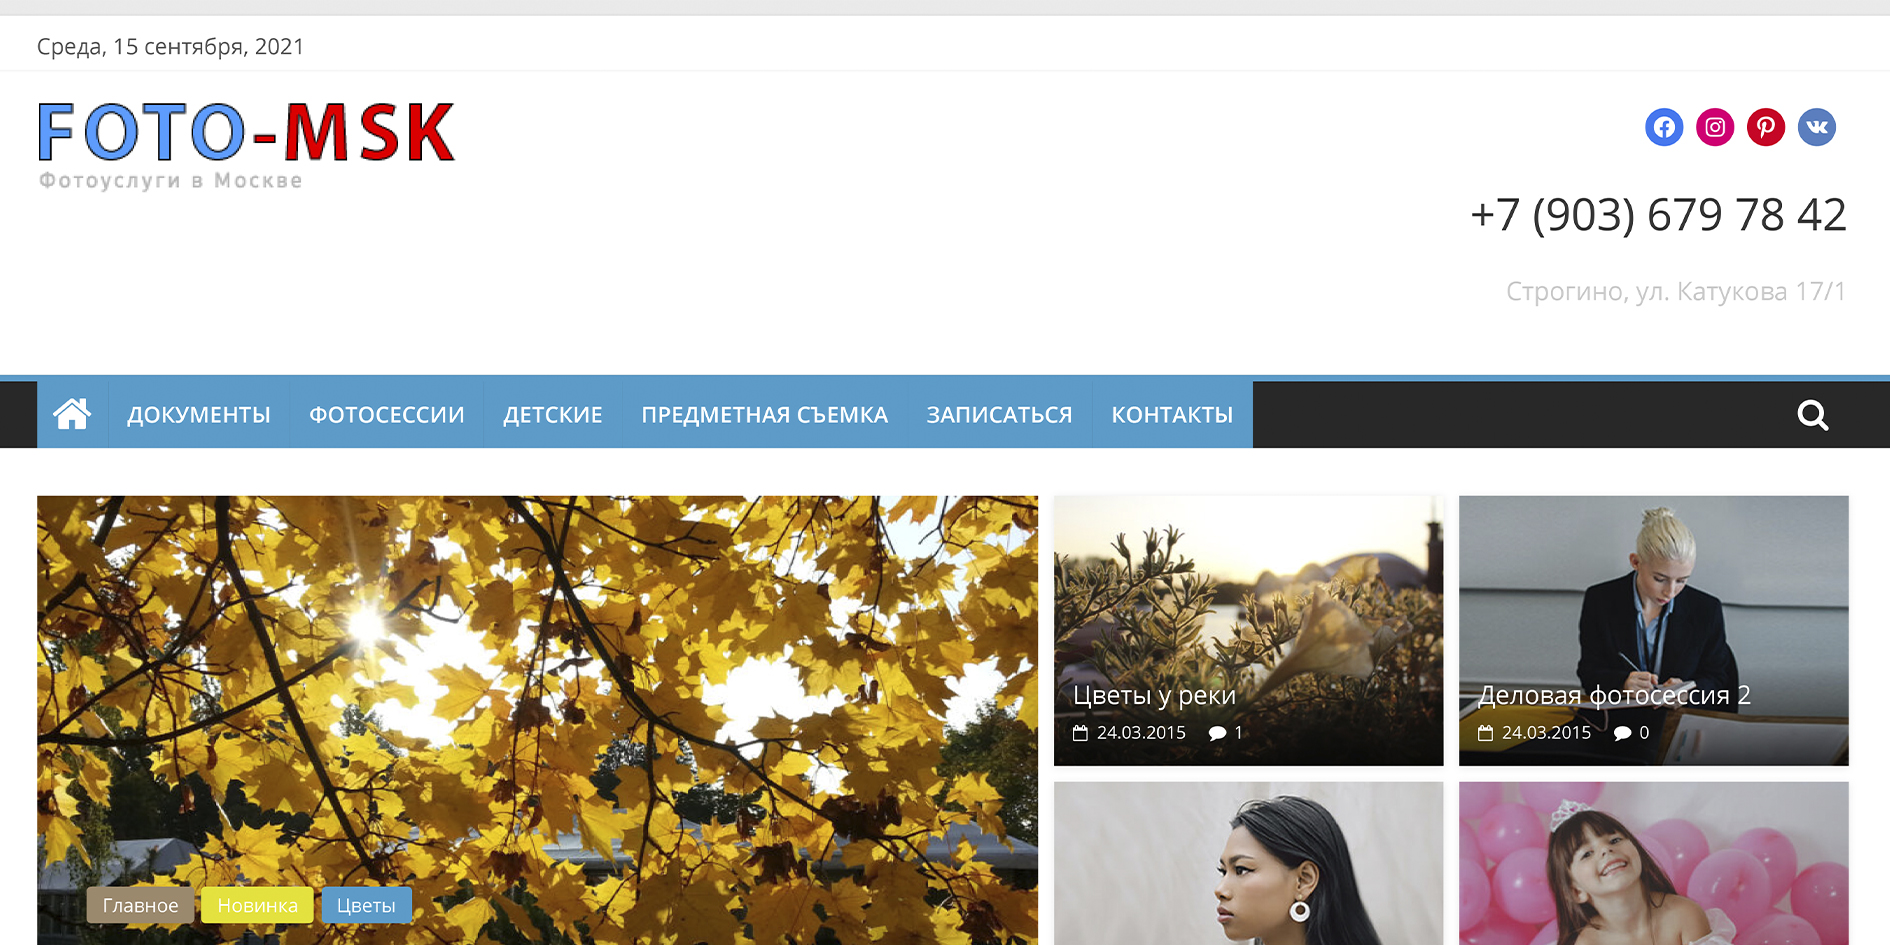 Среда, 15 сентября, 2021
FOTO-MSK
Фотоуслуги в Москве
+7 (903) 679 78 42
Строгино, ул. Катукова 17/1
ДОКУМЕНТЫ ФОТОСЕССИИ ДЕТСКИЕ ПРЕДМЕТНАЯ СЪЕМКА ЗАПИСАТЬСЯ КОНТАКТЫ
Цветы у реки
24.03.2015 1
Деловая фотосессия 2
24.03.2015 0
Главное Новинка Цветы